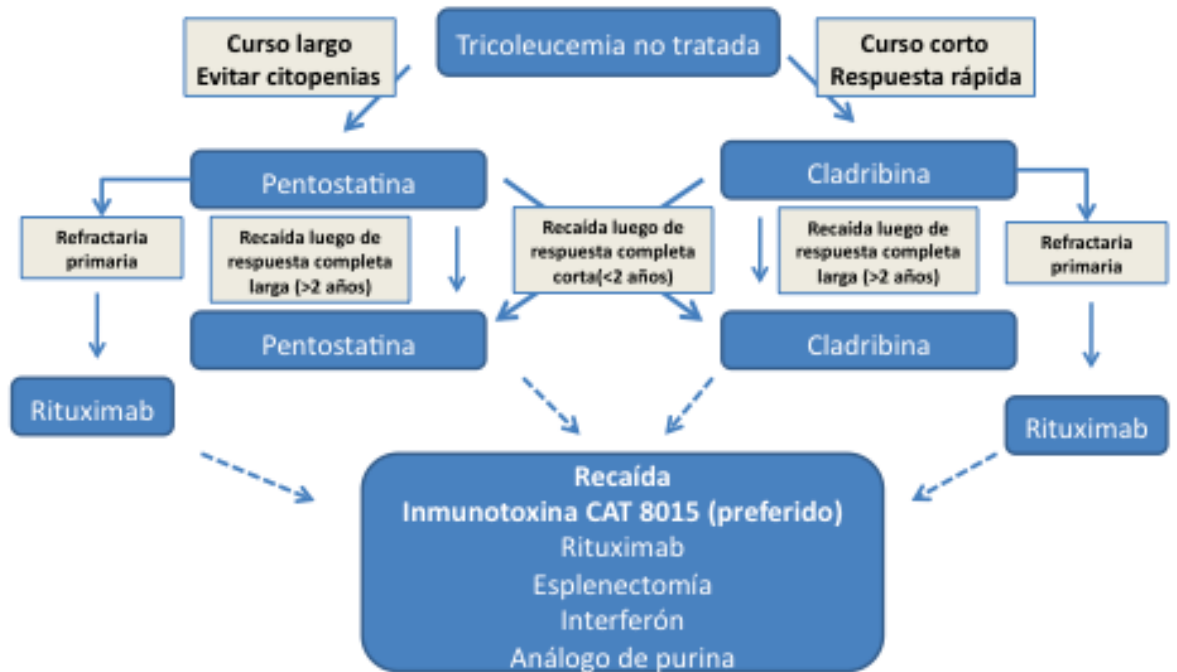 Curso largo
Evitar citopenias
Tricoleucemia no tratada
Curso corto
Respuesta rápida
Pentostatina
Cladribina
Refractaria
primaria
Recaída luego de
respuesta completa
larga (>2 años)
Recaída luego de
respuesta completa
corta(<2 años)
Recaída luego de
respuesta completa
larga (>2 años)
Refractaria
primaria
Pentostatina
Cladribina
Rituximab
Rituximab
Recaída
Inmunotoxina CAT 8015 (preferido)
Rituximab
Esplenectomía
Interferón
Análogo de purina